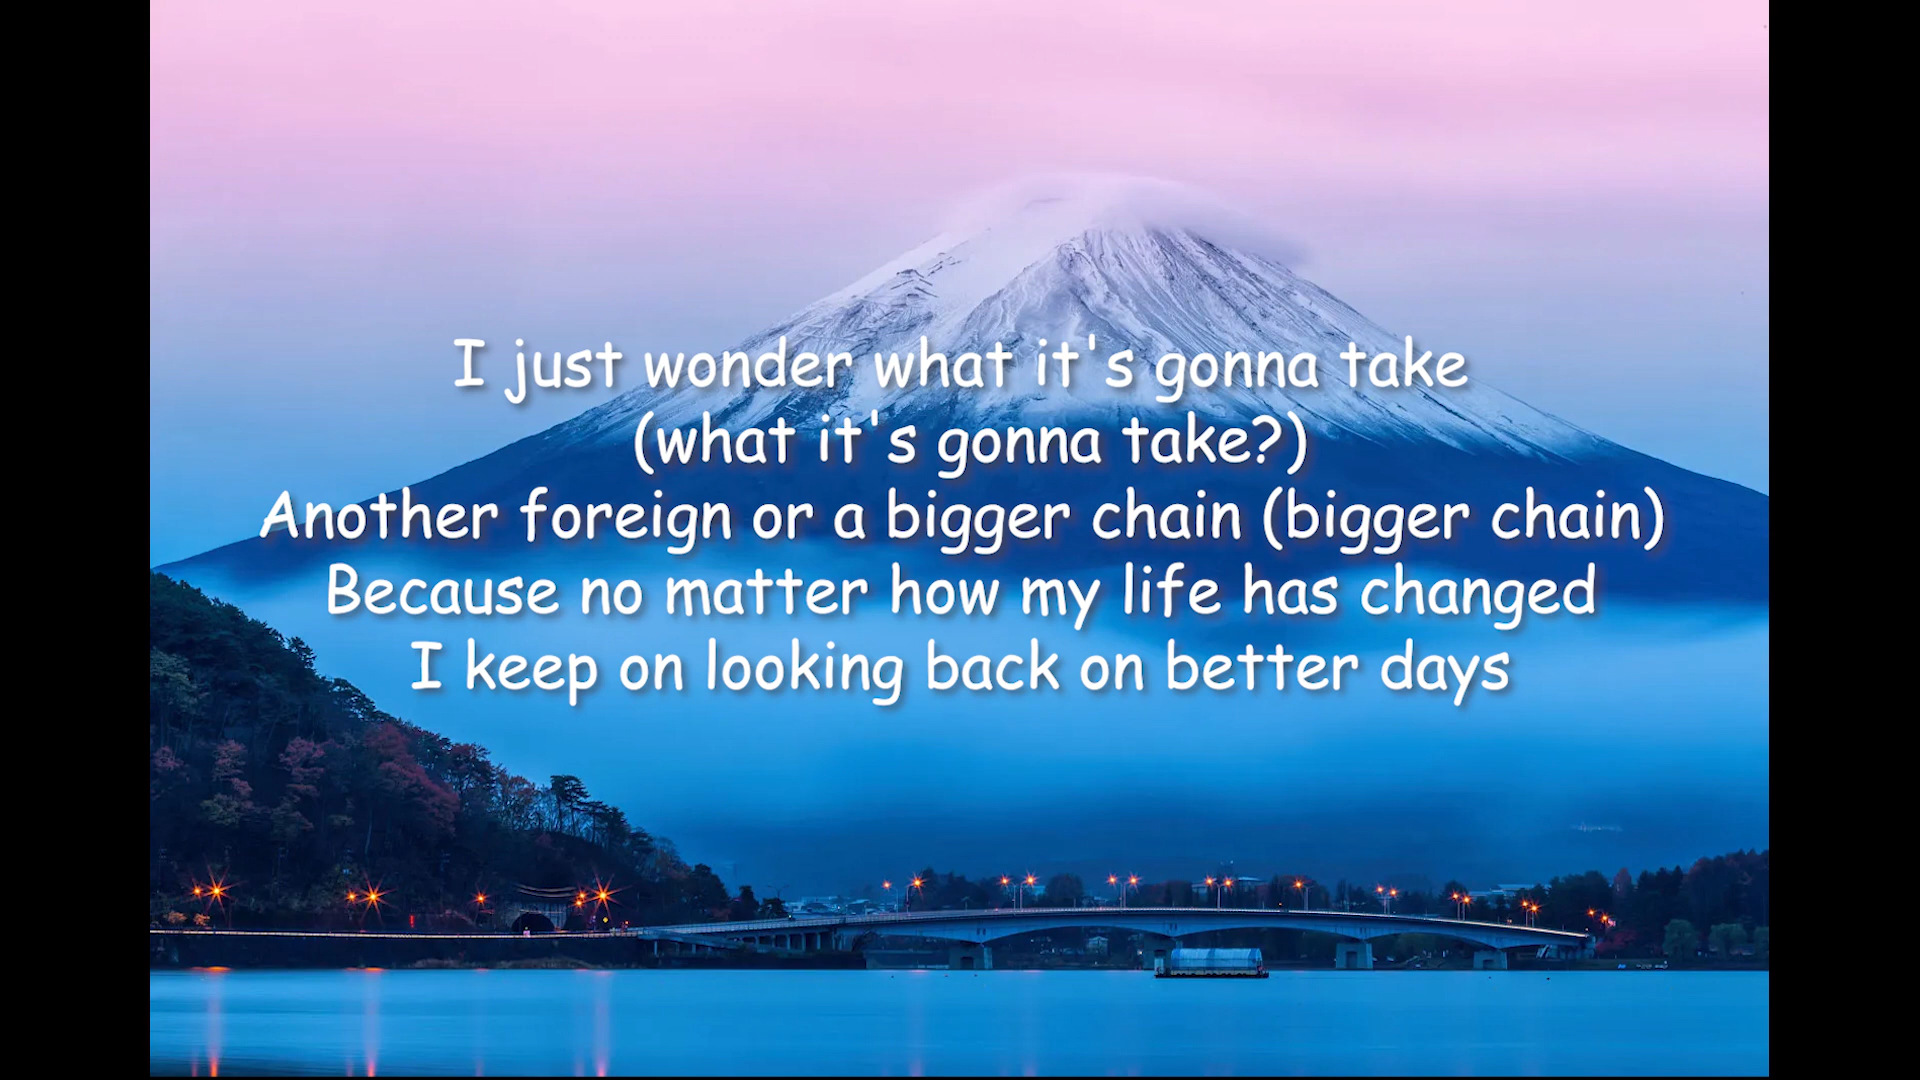 I just wonder what it's gonna take
(what it's gonna take?)
Another foreign or a bigger chain (bigger chain)
Because no matter how my life has changed
I keep on looking back on better days